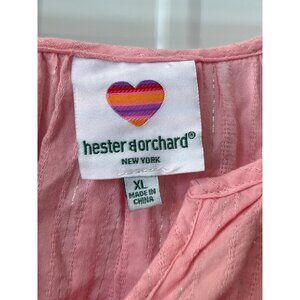 hester & orchard®
NEW YORK
XL
MADE IN
CHINA